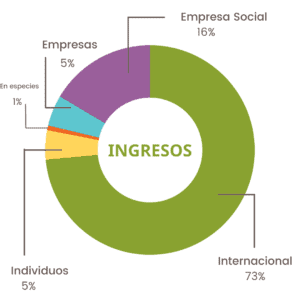 Empresa Social
16%
Empresas
5%
En especies
1%
INGRESOS
Internacional
73%
Individuos
5%